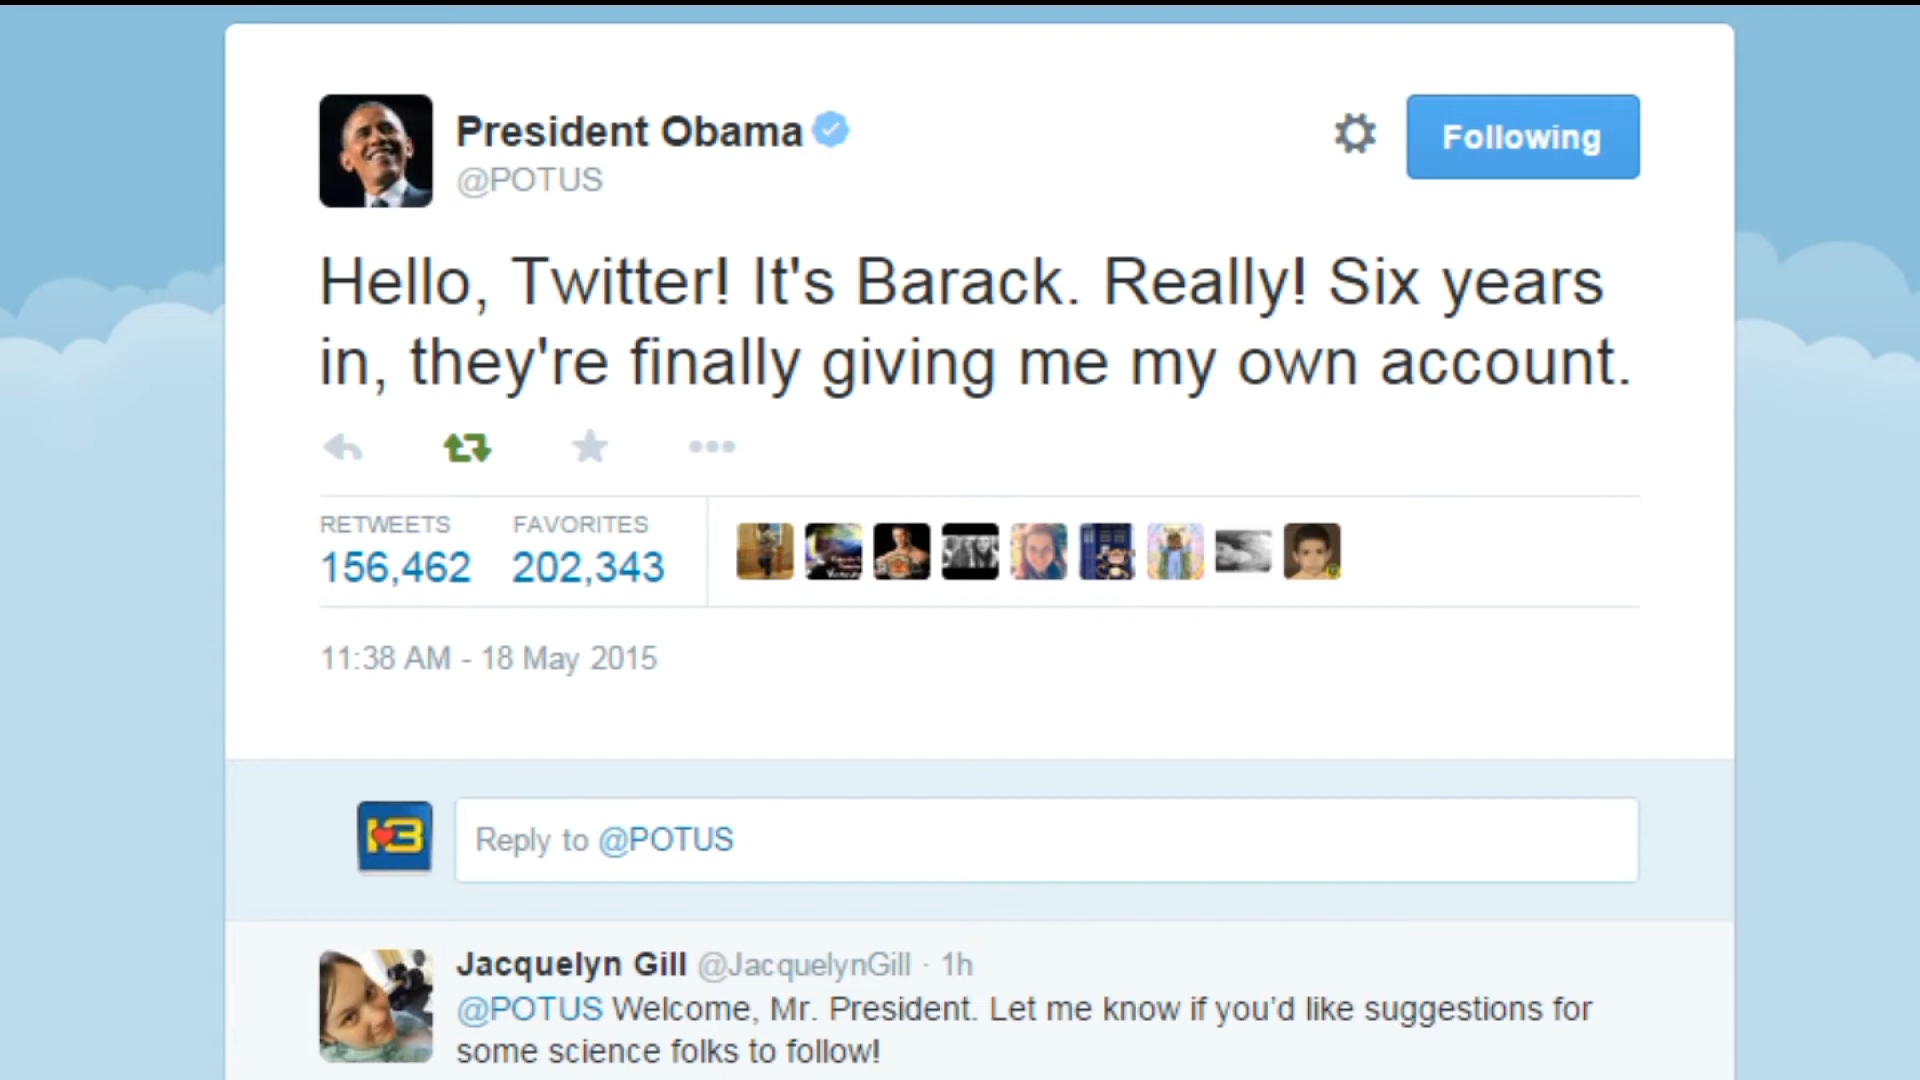 President Obama
@POTUS
Following
Hello, Twitter! It's Barack. Really! Six years
in, they're finally giving me my own account.
RETWEETS FAVORITES
156,462 202,343
11:38 AM - 18 May 2015
Reply to @POTUS
Jacquelyn Gill @JacquelynGill · 1h
@POTUS Welcome, Mr. President. Let me know if you’d like suggestions for
some science folks to follow!